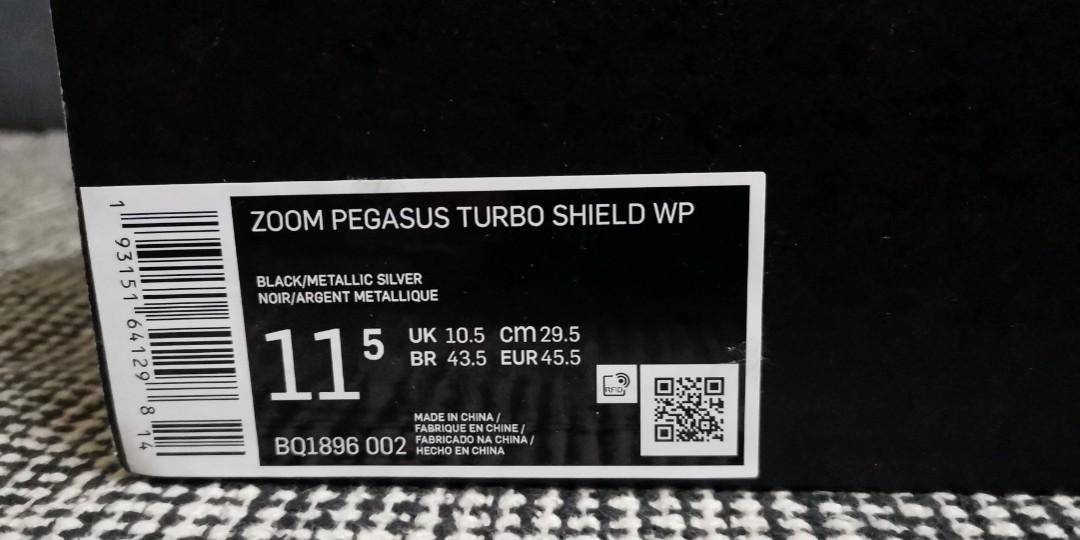 ZOOM PEGASUS TURBO SHIELD WP
BLACK/METALLIC SILVER
NOIR/ARGENT METALLIQUE
11 5
UK 10.5 cm 29.5
BR 43.5 EUR 45.5
RFID
MADE IN CHINA /
FABRIQUE EN CHINE /
FABRICADO NA CHINA /
HECHO EN CHINA
BQ1896 002
1 93151 64129 8 14